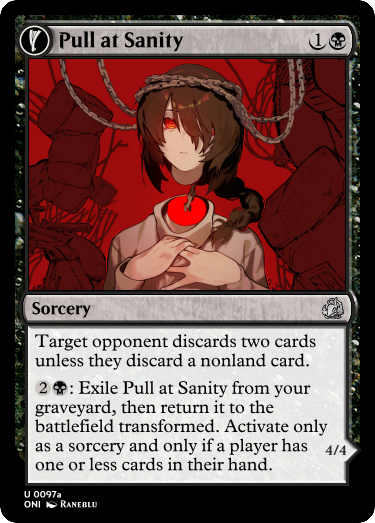 Pull at Sanity
1
Sorcery
Target opponent discards two cards
unless they discard a nonland card.
2 : Exile Pull at Sanity from your
graveyard, then return it to the
battlefield transformed. Activate only
as a sorcery and only if a player has
one or less cards in their hand.
4/4
U 0097a
ONI RANEBLU